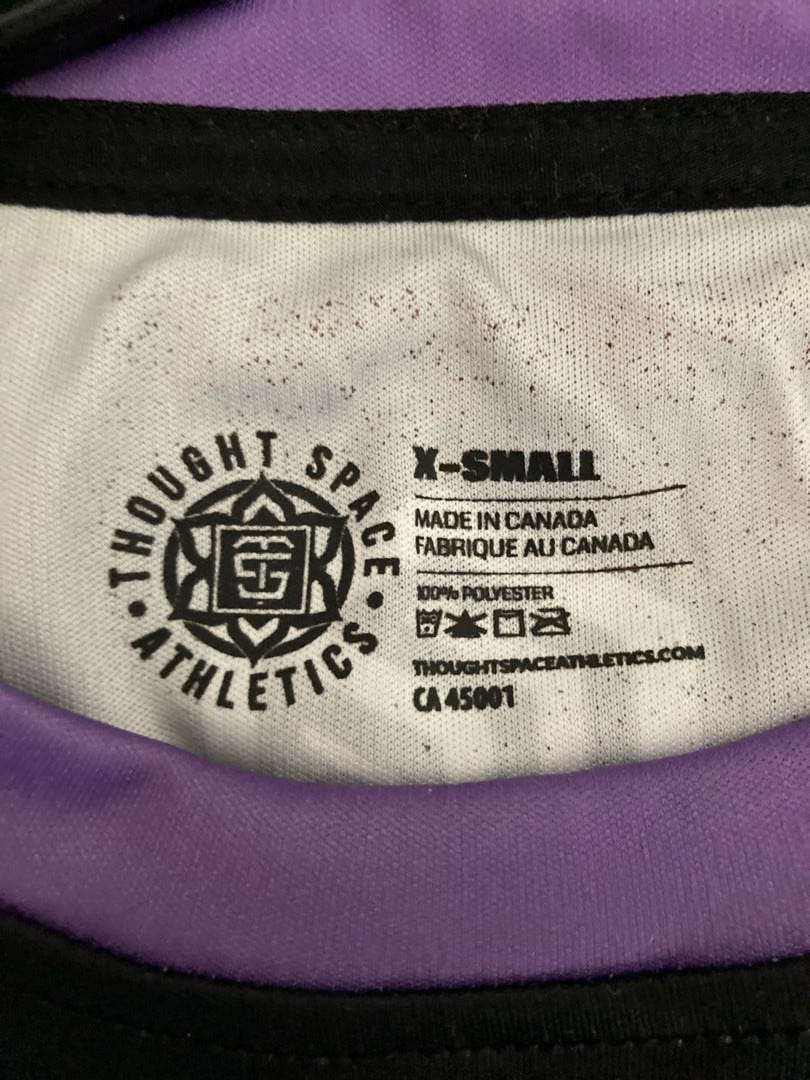 THOUGHT SPACE
• ATHLETICS •
X-SMALL
MADE IN CANADA
FABRIQUE AU CANADA
100% POLYESTER
THOUGHTSPACEATHLETICS.COM
CA 45001